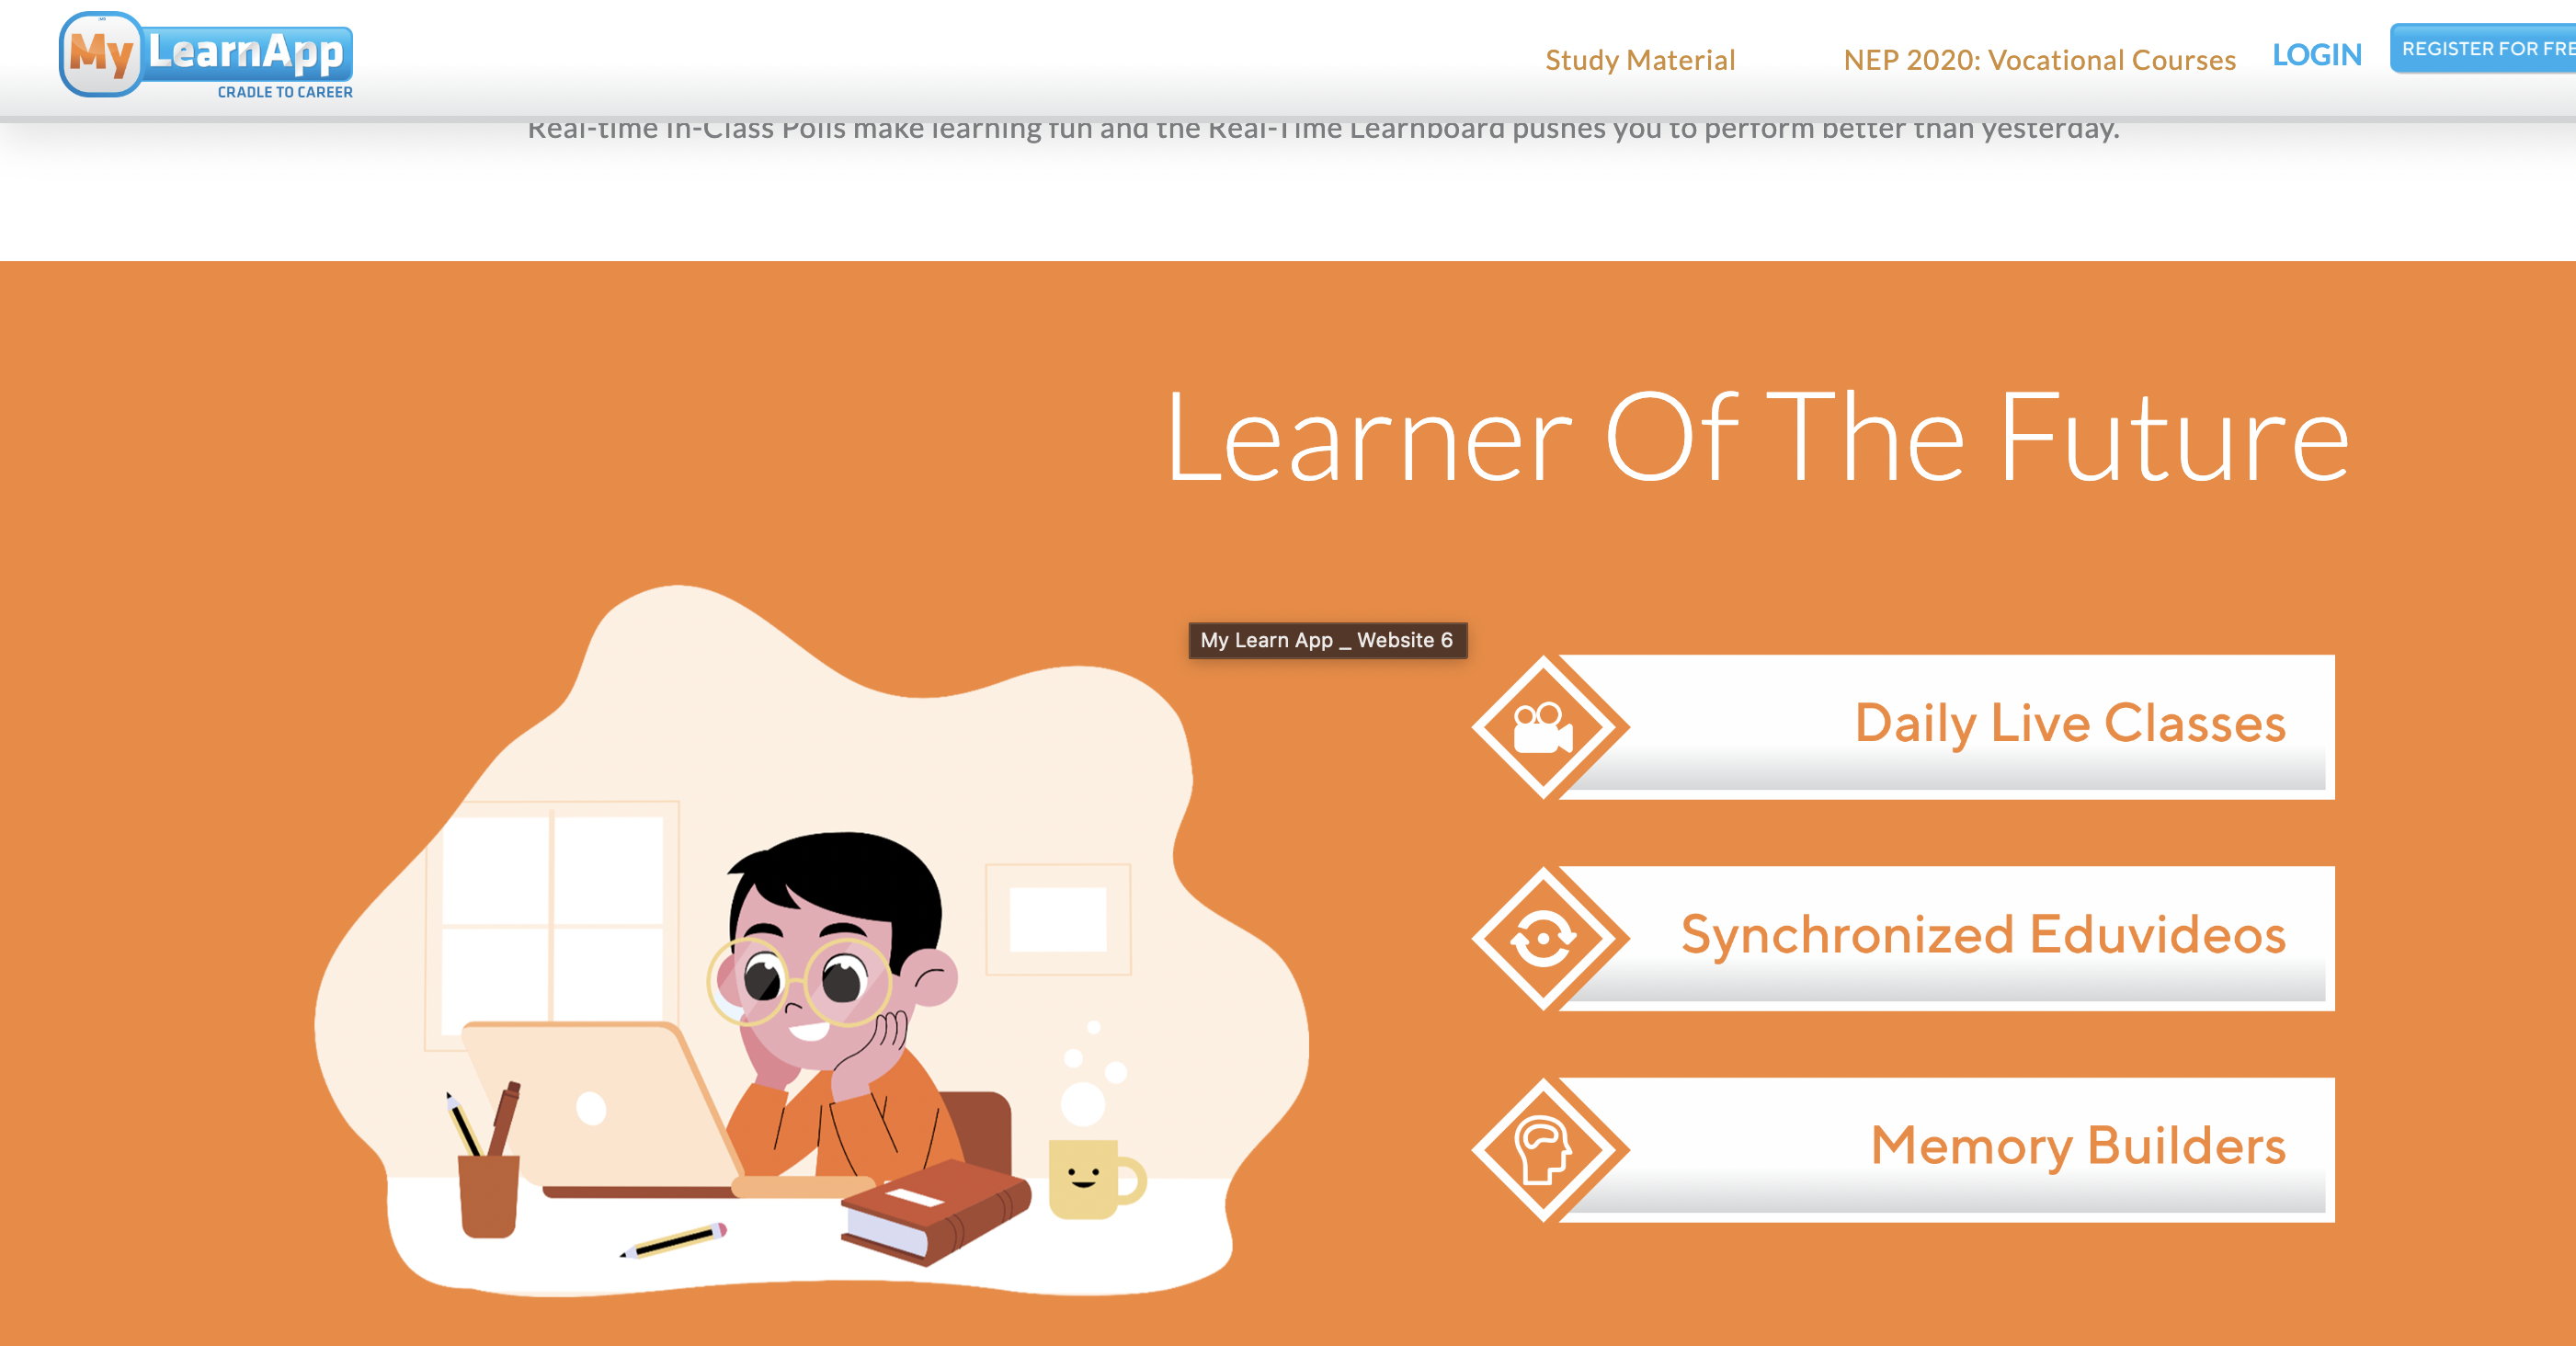 My LearnApp
CRADLE TO CAREER
Study Material
NEP 2020: Vocational Courses
LOGIN
REGISTER FOR FRE
Real-time In-Class Polls make learning fun and the Real-Time Learnboard pushes you to perform better than yesterday.
Learner Of The Future
My Learn App _ Website 6
Daily Live Classes
Synchronized Eduvideos
Memory Builders